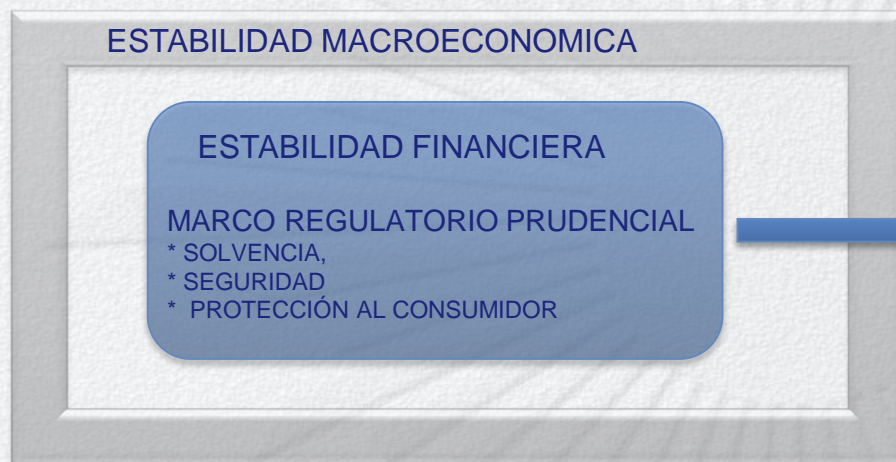 ESTABILIDAD MACROECONOMICA
ESTABILIDAD FINANCIERA
MARCO REGULATORIO PRUDENCIAL
* SOLVENCIA,
* SEGURIDAD
* PROTECCIÓN AL CONSUMIDOR